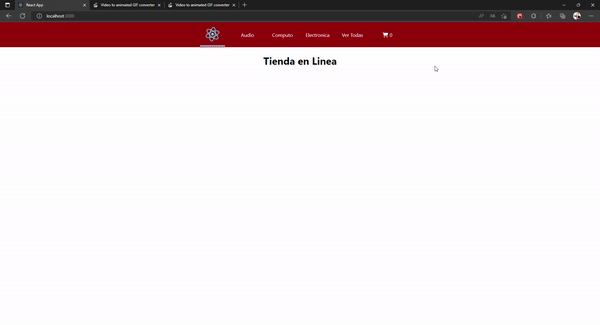 React App
Video to animated GIF converter
Video to animated GIF converter
localhost:3000
Audio
Computo
Electronica
Ver Todas
0
Tienda en Linea